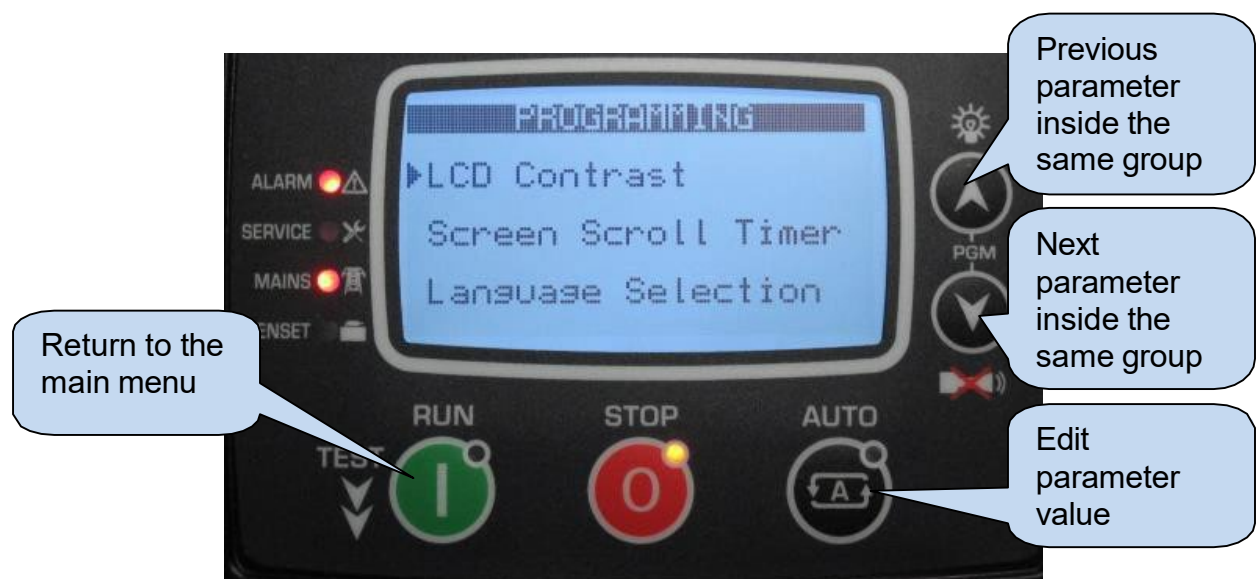 Previous
parameter
inside the
same group
PROGRAMMING
LCD Contrast
Screen Scroll Timer
Language Selection
ALARM
SERVICE
MAINS
ENSET
PGM
Next
parameter
inside the
same group
Return to the
main menu
RUN
STOP
AUTO
TEST
I
O
A
Edit
parameter
value